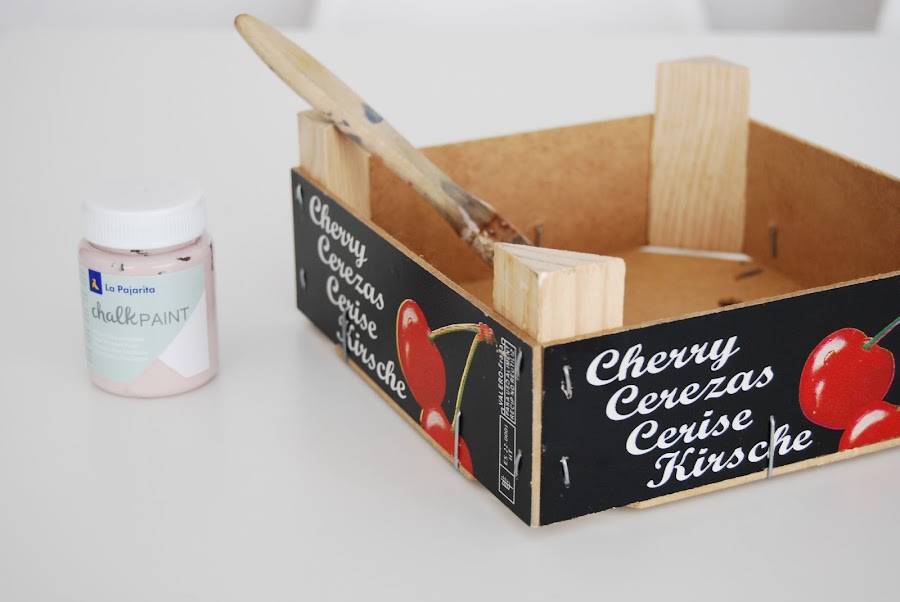 La Pajarita
chalk PAINT
Cherry
Cerezas
Cerise
Kirsche
Cherry
Cerezas
Cerise
Kirsche